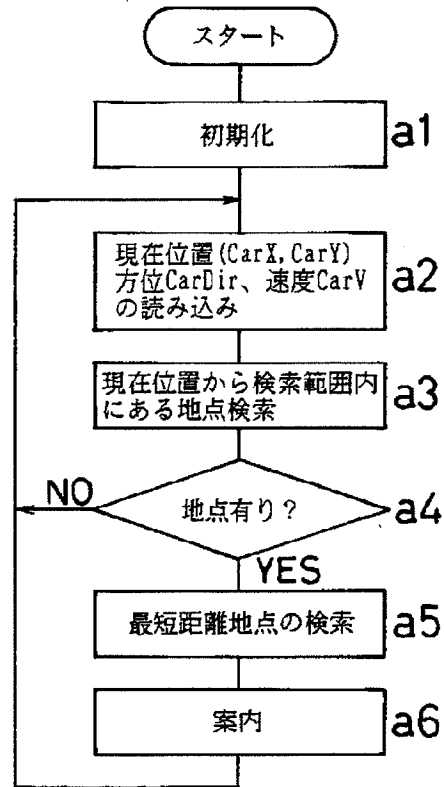 スタート
初期化
a1
現在位置(CarX,CarY)
方位CarDir、速度CarV
の読み込み
a2
現在位置から検索範囲内
にある地点検索
a3
地点有り?
a4
NO
YES
最短距離地点の検索
a5
案内
a6